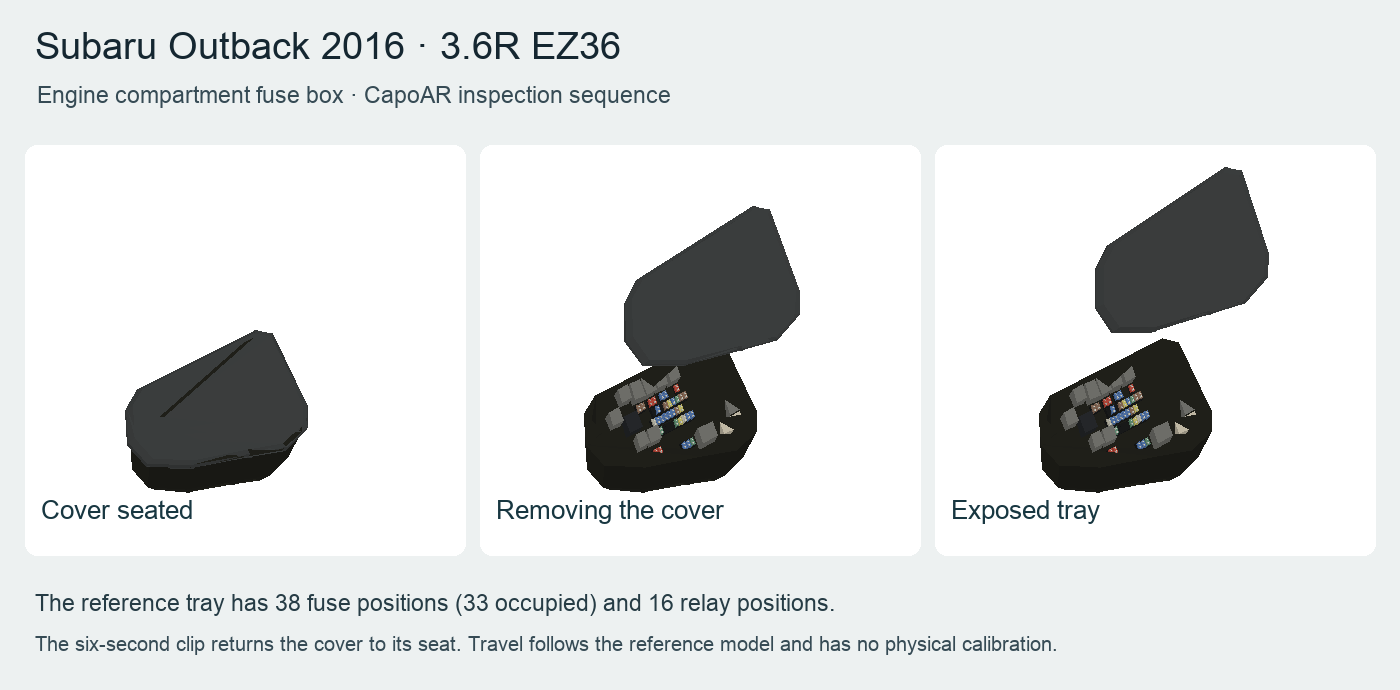 Subaru Outback 2016 · 3.6R EZ36
Engine compartment fuse box · CapoAR inspection sequence
Cover seated
Removing the cover
Exposed tray
The reference tray has 38 fuse positions (33 occupied) and 16 relay positions.
The six-second clip returns the cover to its seat. Travel follows the reference model and has no physical calibration.